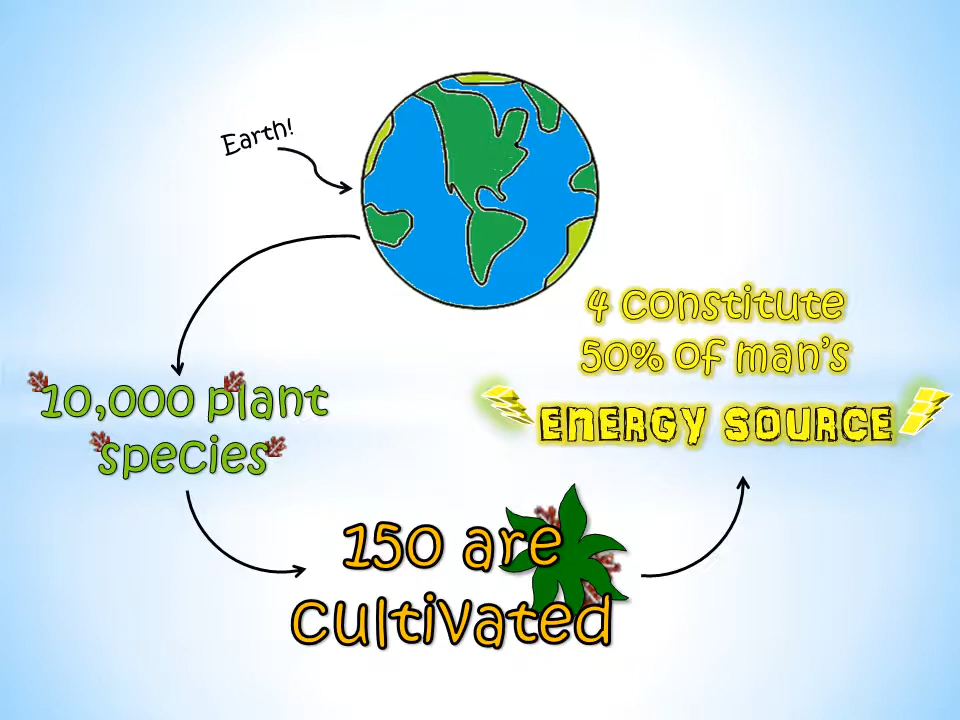 Earth!
10,000 plant
species
150 are
cultivated
4 constitute
50% of man's
ENERGY SOURCE